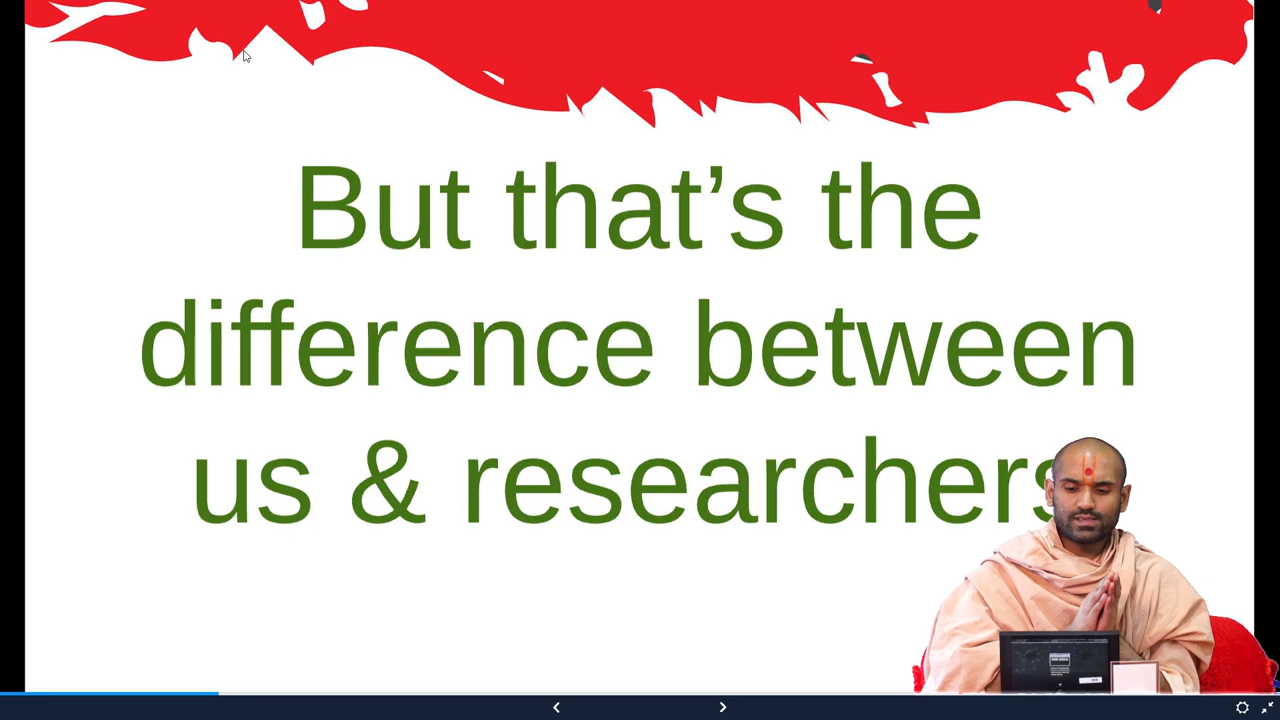 But that’s the
difference between
us & researchers